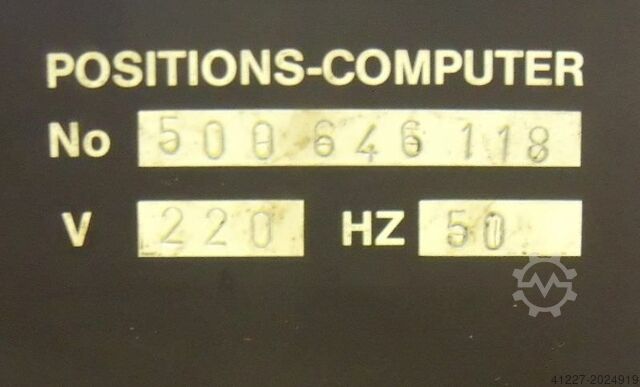 POSITIONS-COMPUTER
No 500 646 118
V 220 HZ 50
41227-2024919